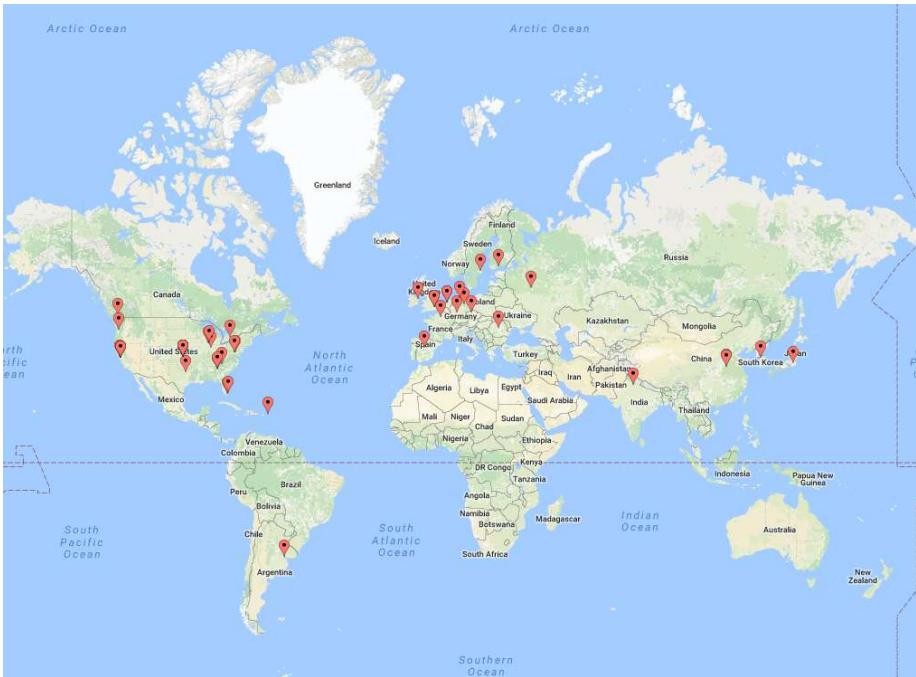 Arctic Ocean
Arctic Ocean
Greenland
Finland
Iceland
Sweden
Norway
Russia
Canada
United
Germany
Ukraine
Kazakhstan
Mongolia
France
Italy
Spain
Turkey
United States
North
Atlantic
Ocean
China
South Korea
Afghanistan
Iraq
Iran
Pakistan
Algeria
Libya
Egypt
Saudi Arabia
India
Mexico
Mali
Niger
Sudan
Chad
Thailand
Nigeria
Ethiopia
Venezuela
Colombia
Kenya
DR Congo
Indonesia
Papua New
Guinea
Tanzania
Peru
Brazil
Angola
Bolivia
Namibia
Botswana
Madagascar
Indian
Ocean
South
Pacific
Ocean
South
Atlantic
Ocean
Chile
Australia
South Africa
Argentina
New
Zealand
Southern
Ocean